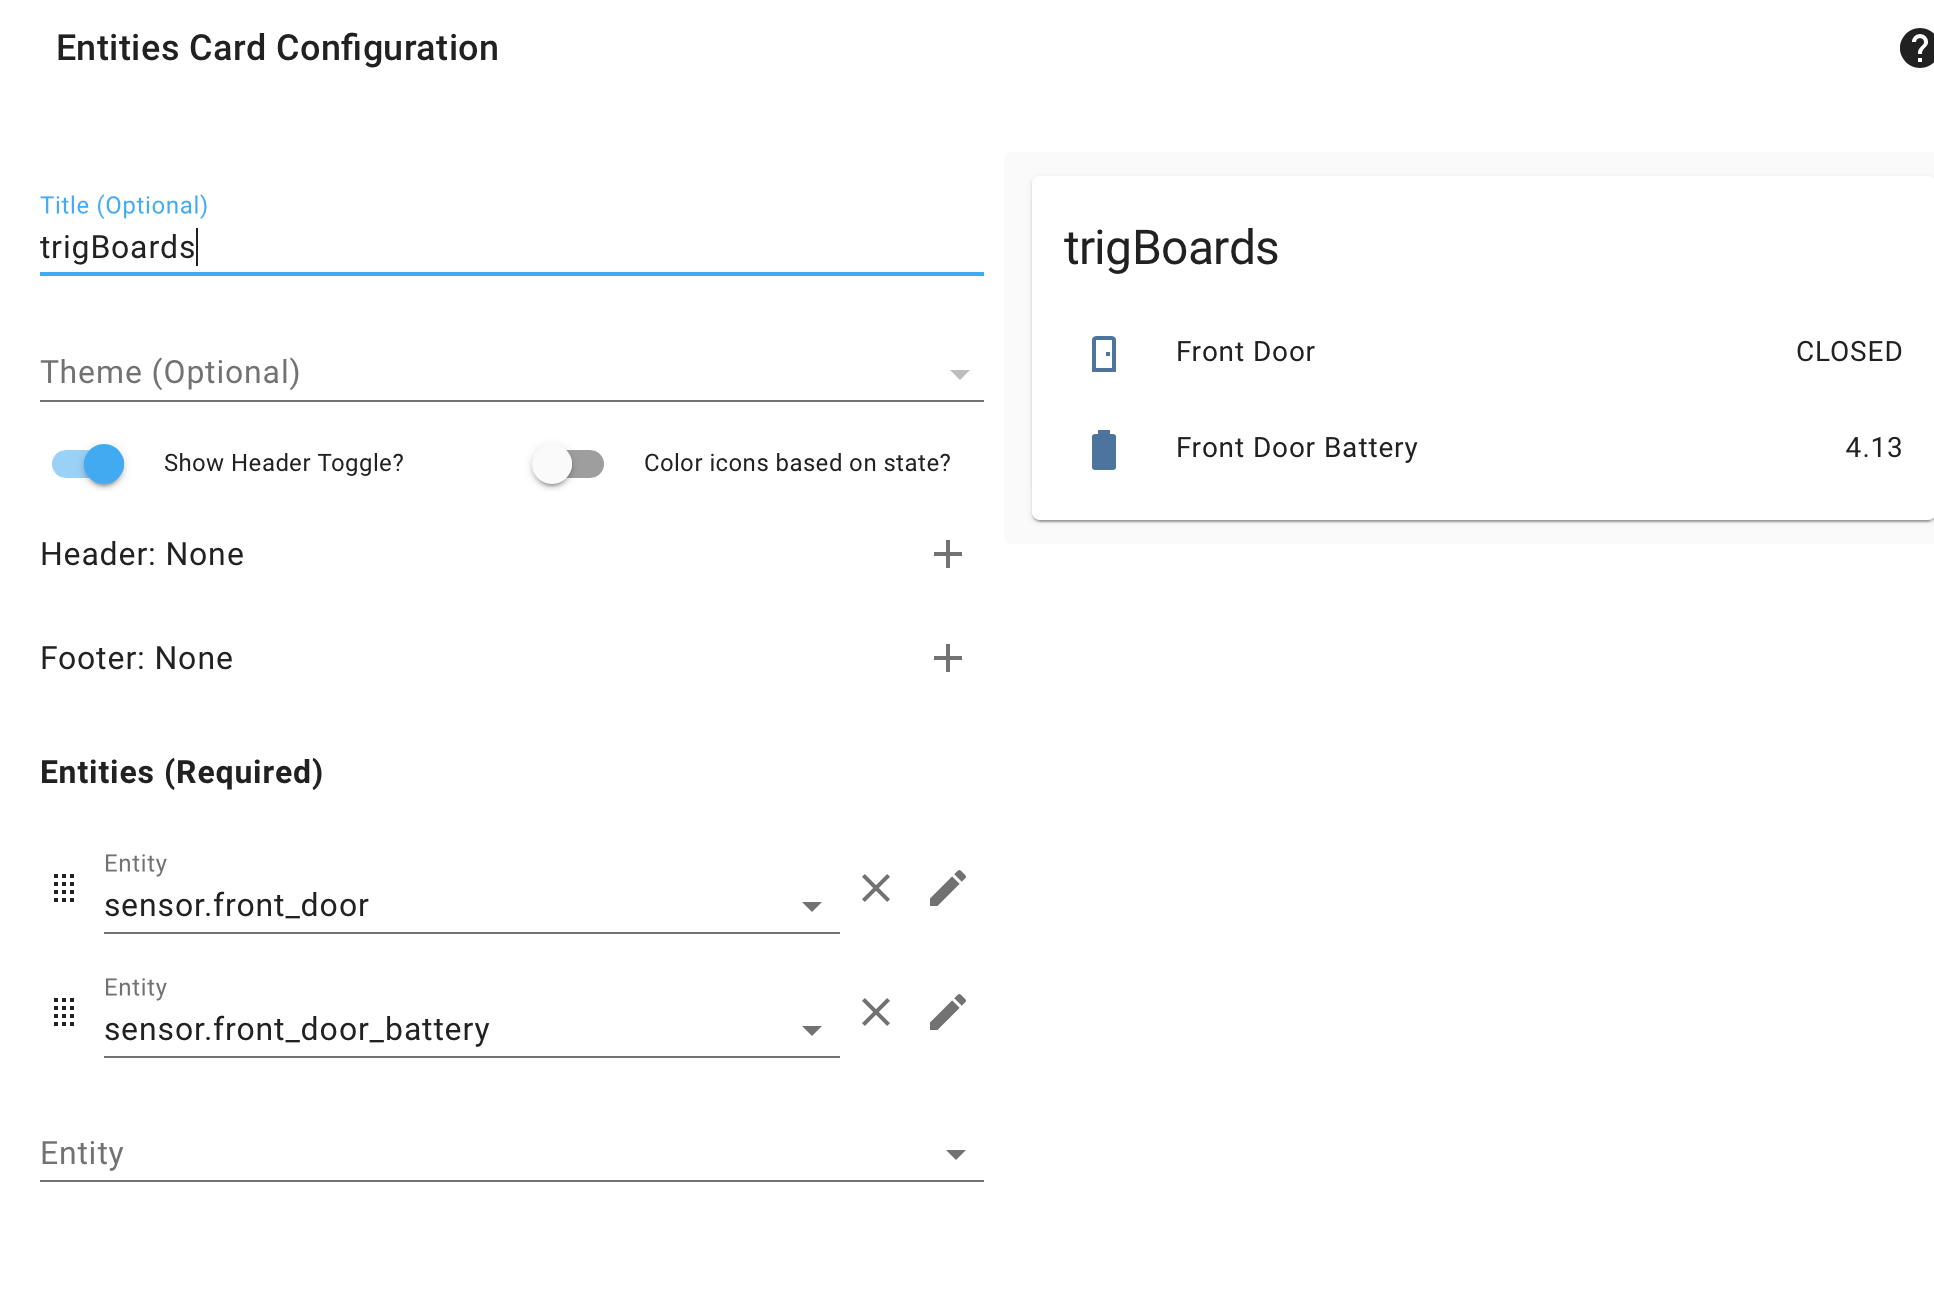 Entities Card Configuration
?
Title (Optional)
trigBoards
Theme (Optional)
Show Header Toggle?
Color icons based on state?
Header: None
Footer: None
Entities (Required)
Entity
sensor.front_door
Entity
sensor.front_door_battery
Entity
trigBoards
Front Door CLOSED
Front Door Battery 4.13